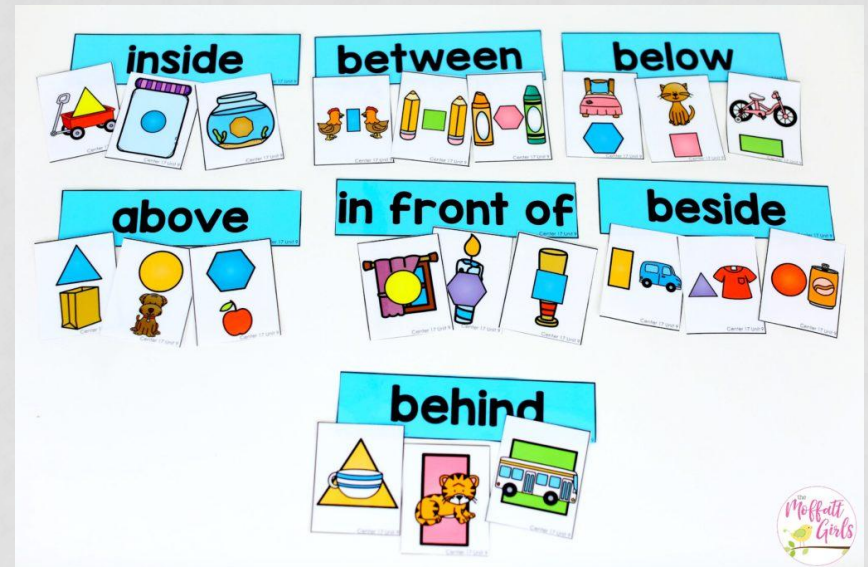 inside
between
below
above
in front of
beside
behind
the
Moffatt
Girls